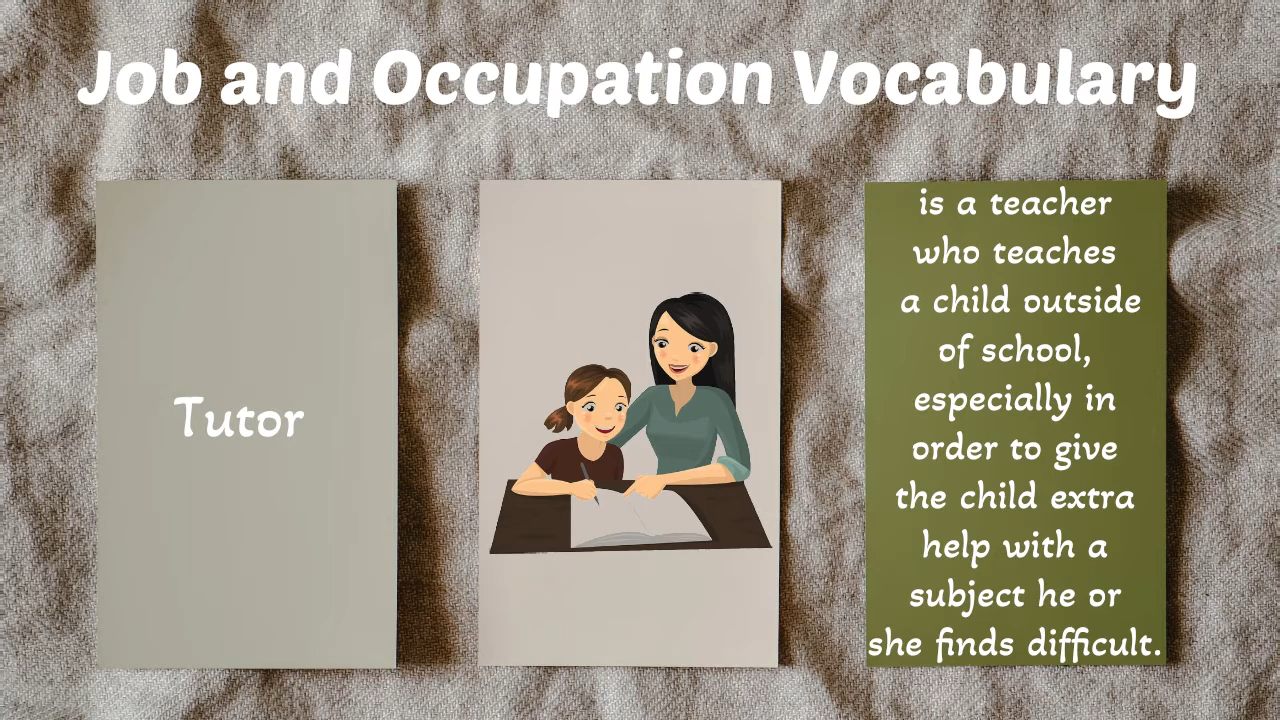 Job and Occupation Vocabulary
Tutor
is a teacher
who teaches
a child outside
of school,
especially in
order to give
the child extra
help with a
subject he or
she finds difficult.